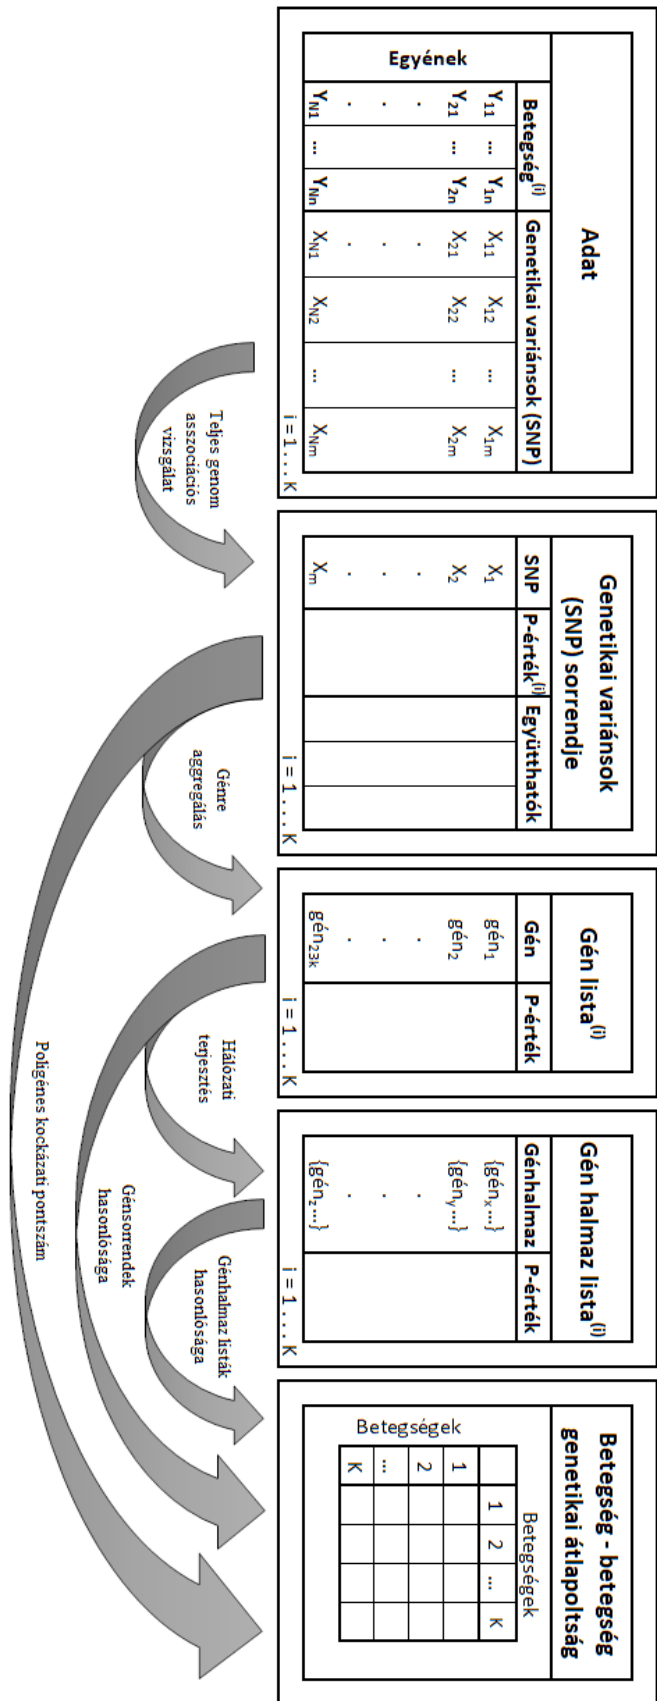 Adat
Betegség(i) Genetikai variánsok (SNP)
Egyének
Y11 ... Y1n X11 X12 ... X1m
Y21 ... Y2n X21 X22 ... X2m
. .
. .
. .
YN1 ... YNn XN1 XN2 ... XNm
i = 1 . . . K
Teljes genom
asszociációs
vizsgálat
Genetikai variánsok
(SNP) sorrendje
SNP P-érték(i) Együtthatók
X1
X2
.
.
.
Xm
i = 1 . . . K
Génre
aggregálás
Gén lista(i)
Gén P-érték
gén1
gén2
.
.
.
gén23k
i = 1 . . . K
Hálózati
terjesztés
Gén halmaz lista(i)
Génhalmaz P-érték
{génx...}
{gény...}
.
.
.
{génz...}
i = 1 . . . K
Génhalmaz listák
hasonlósága
Génsorrendek
hasonlósága
Poligénes kockázati pontszám
Betegség - betegség
genetikai átlapoltság
Betegségek
1 2 ... K
Betegségek
1
2
...
K